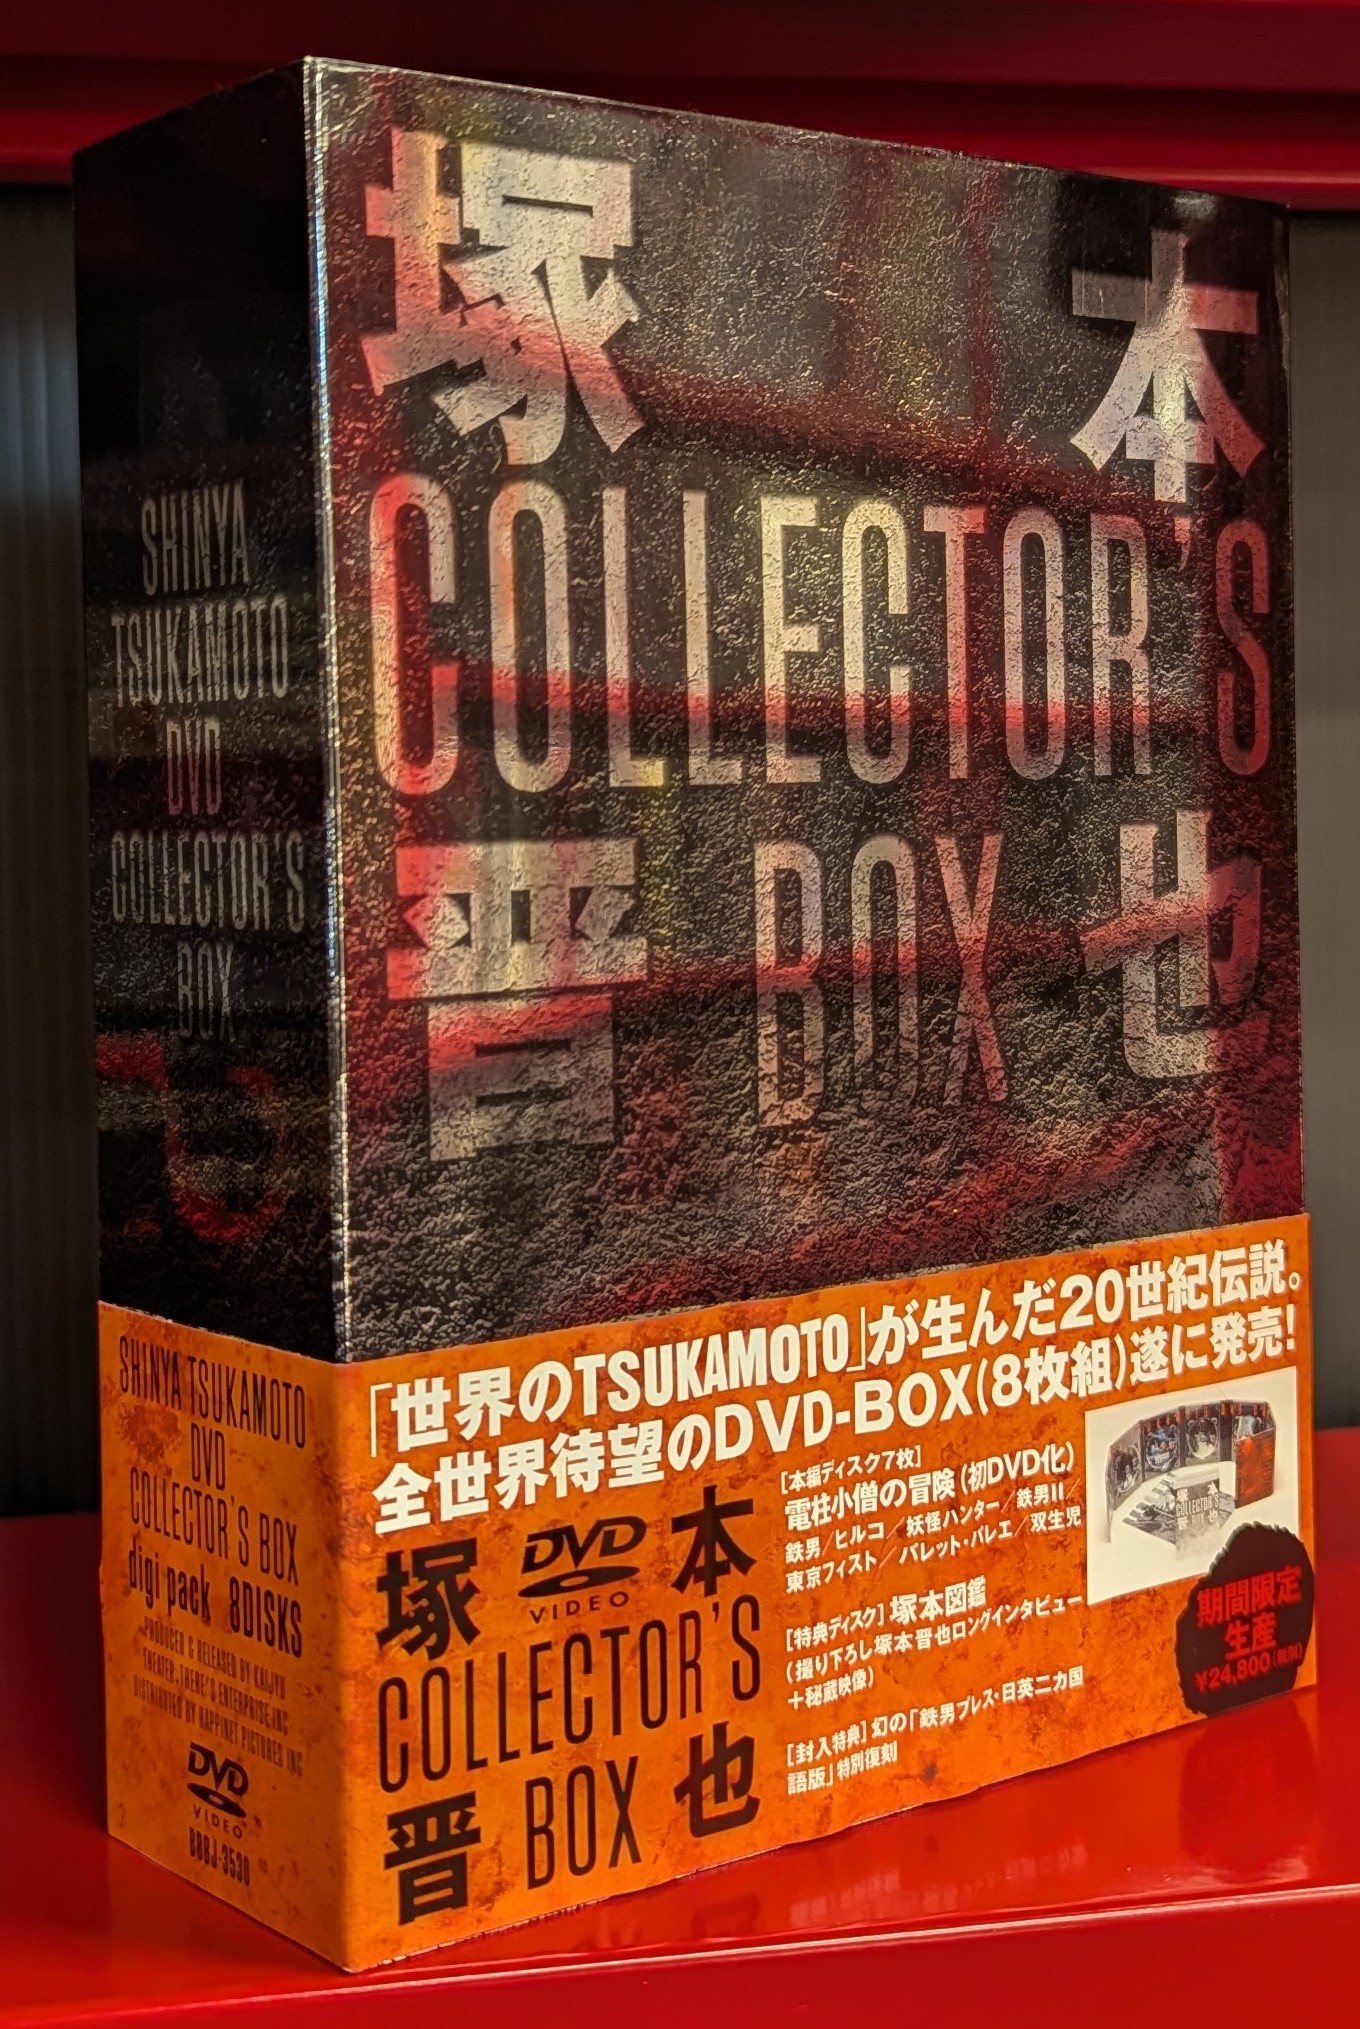 塚 本
COLLECTOR'S
晋 BOX 也
SHINYA
TSUKAMOTO
DVD
COLLECTOR'S
BOX
「世界のTSUKAMOTO」が生んだ20世紀伝説。
全世界待望のDVD-BOX(8枚組)遂に発売!
塚 DVD 本
VIDEO
COLLECTOR'S
晋 BOX 也
[本編ディスク7枚]
電柱小僧の冒険(初DVD化)
鉄男/ヒルコ/妖怪ハンター/鉄男II/
東京フィスト/バレット・バレエ/双生児
[特典ディスク]塚本図鑑
(撮り下ろし塚本晋也ロングインタビュー
+秘蔵映像)
[封入特典]幻の「鉄男プレス・日英二カ国
語版」特別復刻
塚 本
COLLECTOR'S
晋 BOX 也
期間限定
生産
¥24,800(税別)
SHINYA TSUKAMOTO
DVD
COLLECTOR'S BOX
digi pack 8DISKS
PRODUCED & RELEASED BY KAIJYU
THEATER,THERE'S ENTERPRISE,INC
DISTRIBUTED BY HAPPINET PICTURES INC
DVD
VIDEO
BBBJ-3530